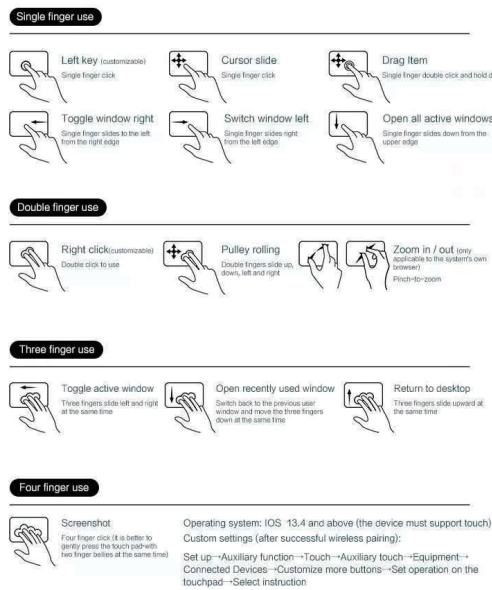 Single finger use
Left key (customizable)
Single finger click
Cursor slide
Single finger click
Drag Item
Single finger double click and hold d
Toggle window right
Single finger slides to the left
from the right edge
Switch window left
Single finger slides right
from the left edge
Open all active windows
Single finger slides down from the
upper edge
Double finger use
Right click(customizable)
Double click to use
Pulley rolling
Double fingers slide up,
down, left and right
Zoom in / out (only
applicable to the system's own
browser)
Pinch-to-zoom
Three finger use
Toggle active window
Three fingers slide left and right
at the same time
Open recently used window
Switch back to the previous user
window and move the three fingers
down at the same time
Return to desktop
Three fingers slide upward at
the same time
Four finger use
Screenshot
Four finger click (it is better to
gently press the touch pad-with
two finger bellies at the same time)
Operating system: IOS 13.4 and above (the device must support touch)
Custom settings (after successful wireless pairing):
Set up→Auxiliary function→Touch→Auxiliary touch→Equipment→
Connected Devices→Customize more buttons→Set operation on the
touchpad→Select instruction